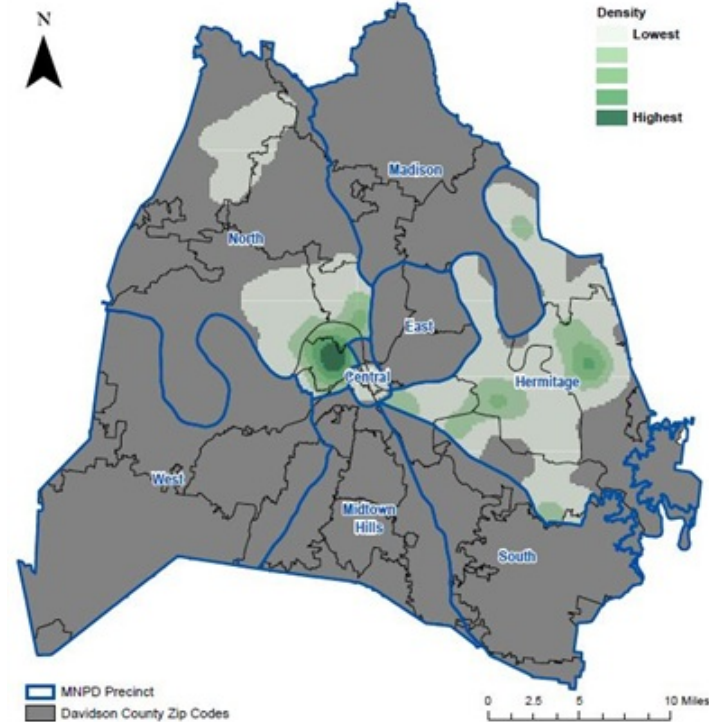 N
Density
Lowest
Highest
Madison
North
East
Central
Hermitage
West
Midtown
Hills
South
MNPD Precinct
Davidson County Zip Codes
0 2.5 5 10 Miles